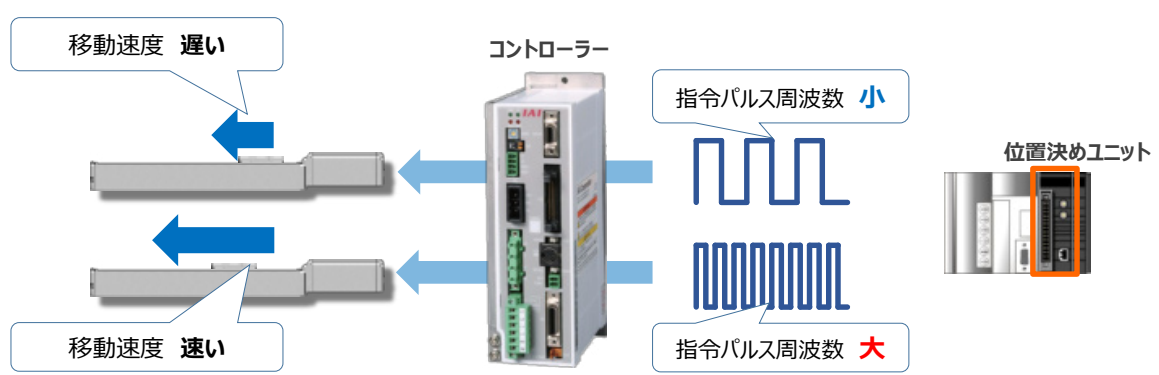 移動速度 遅い
コントローラー
IAI
指令パルス周波数 小
位置決めユニット
移動速度 速い
指令パルス周波数 大